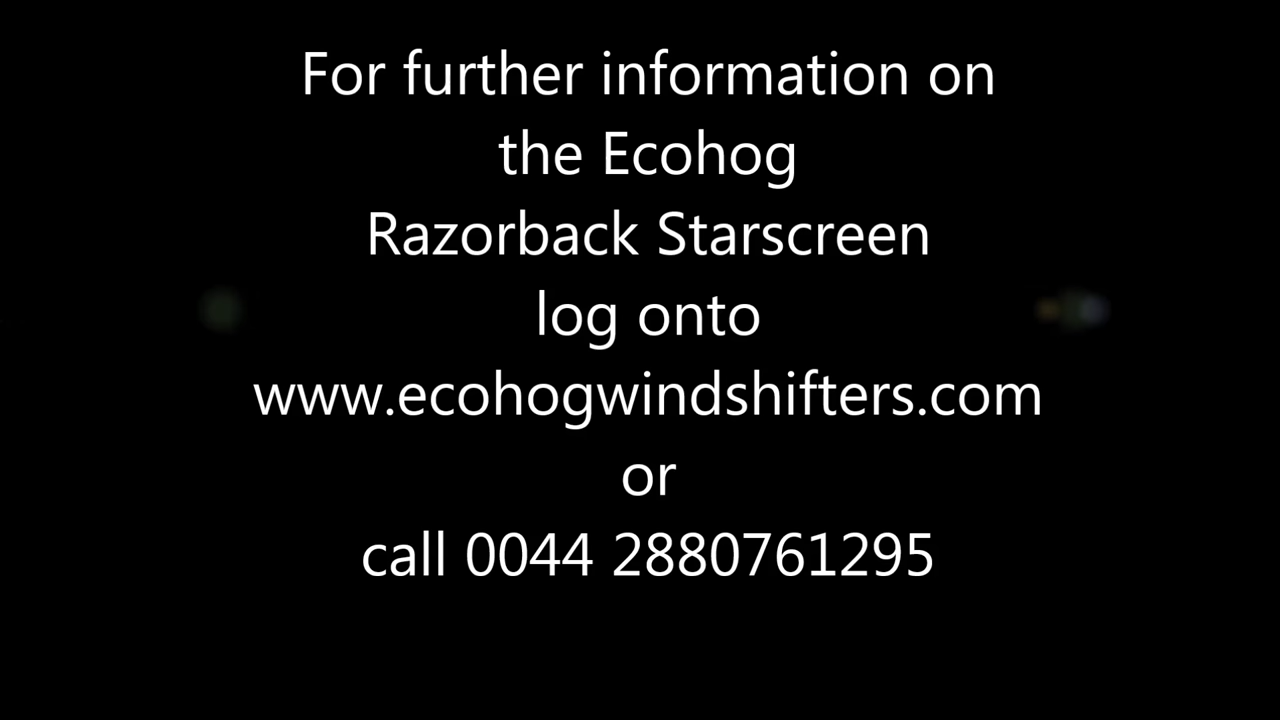 For further information on
the Ecohog
Razorback Starscreen
log onto
www.ecohogwindshifters.com
or
call 0044 2880761295